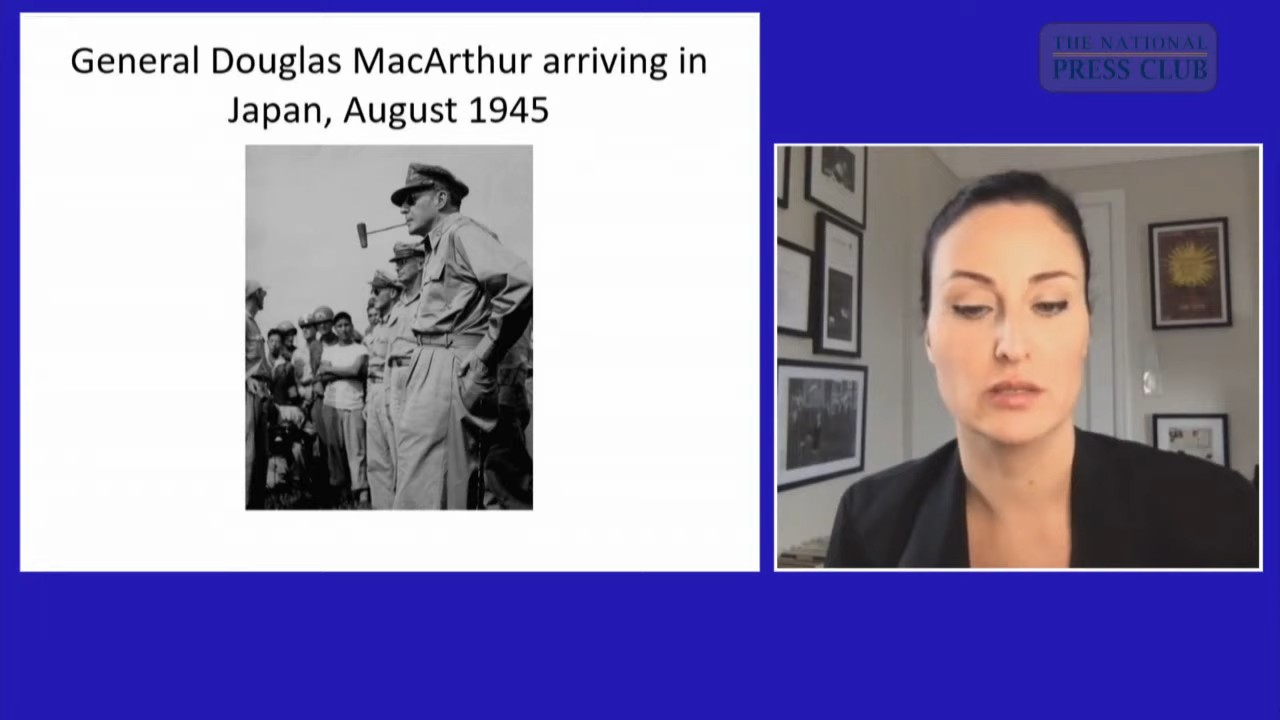 General Douglas MacArthur arriving in
Japan, August 1945
THE NATIONAL
PRESS CLUB